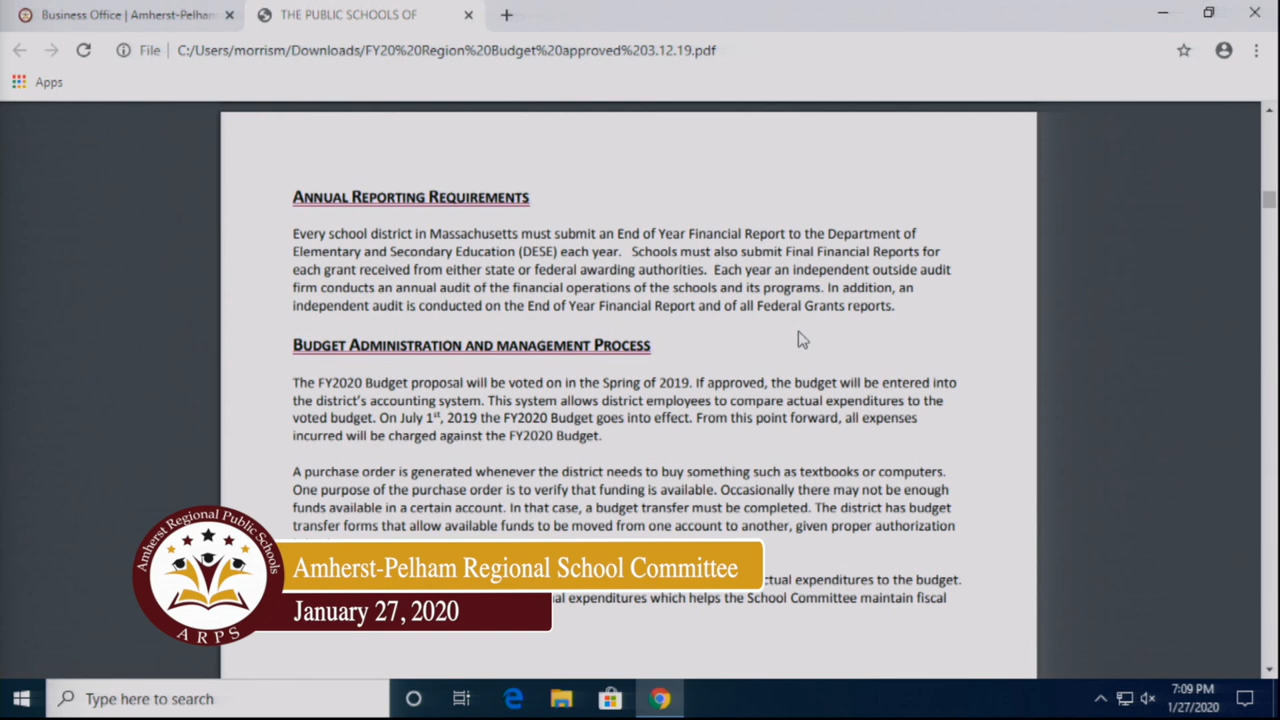 Business Office | Amherst-Pelham
THE PUBLIC SCHOOLS OF
File | C:/Users/morrism/Downloads/FY20%20Region%20Budget%20approved%203.12.19.pdf
Apps
ANNUAL REPORTING REQUIREMENTS
Every school district in Massachusetts must submit an End of Year Financial Report to the Department of
Elementary and Secondary Education (DESE) each year. Schools must also submit Final Financial Reports for
each grant received from either state or federal awarding authorities. Each year an independent outside audit
firm conducts an annual audit of the financial operations of the schools and its programs. In addition, an
independent audit is conducted on the End of Year Financial Report and of all Federal Grants reports.
BUDGET ADMINISTRATION AND MANAGEMENT PROCESS
The FY2020 Budget proposal will be voted on in the Spring of 2019. If approved, the budget will be entered into
the district's accounting system. This system allows district employees to compare actual expenditures to the
voted budget. On July 1st, 2019 the FY2020 Budget goes into effect. From this point forward, all expenses
incurred will be charged against the FY2020 Budget.
A purchase order is generated whenever the district needs to buy something such as textbooks or computers.
One purpose of the purchase order is to verify that funding is available. Occasionally there may not be enough
funds available in a certain account. In that case, a budget transfer must be completed. The district has budget
transfer forms that allow available funds to be moved from one account to another, given proper authorization
expenditures to the budget.
expenditures which helps the School Committee maintain fiscal
Amherst Regional Public Schools
ARPS
Amherst-Pelham Regional School Committee
January 27, 2020
Type here to search
7:09 PM
1/27/2020